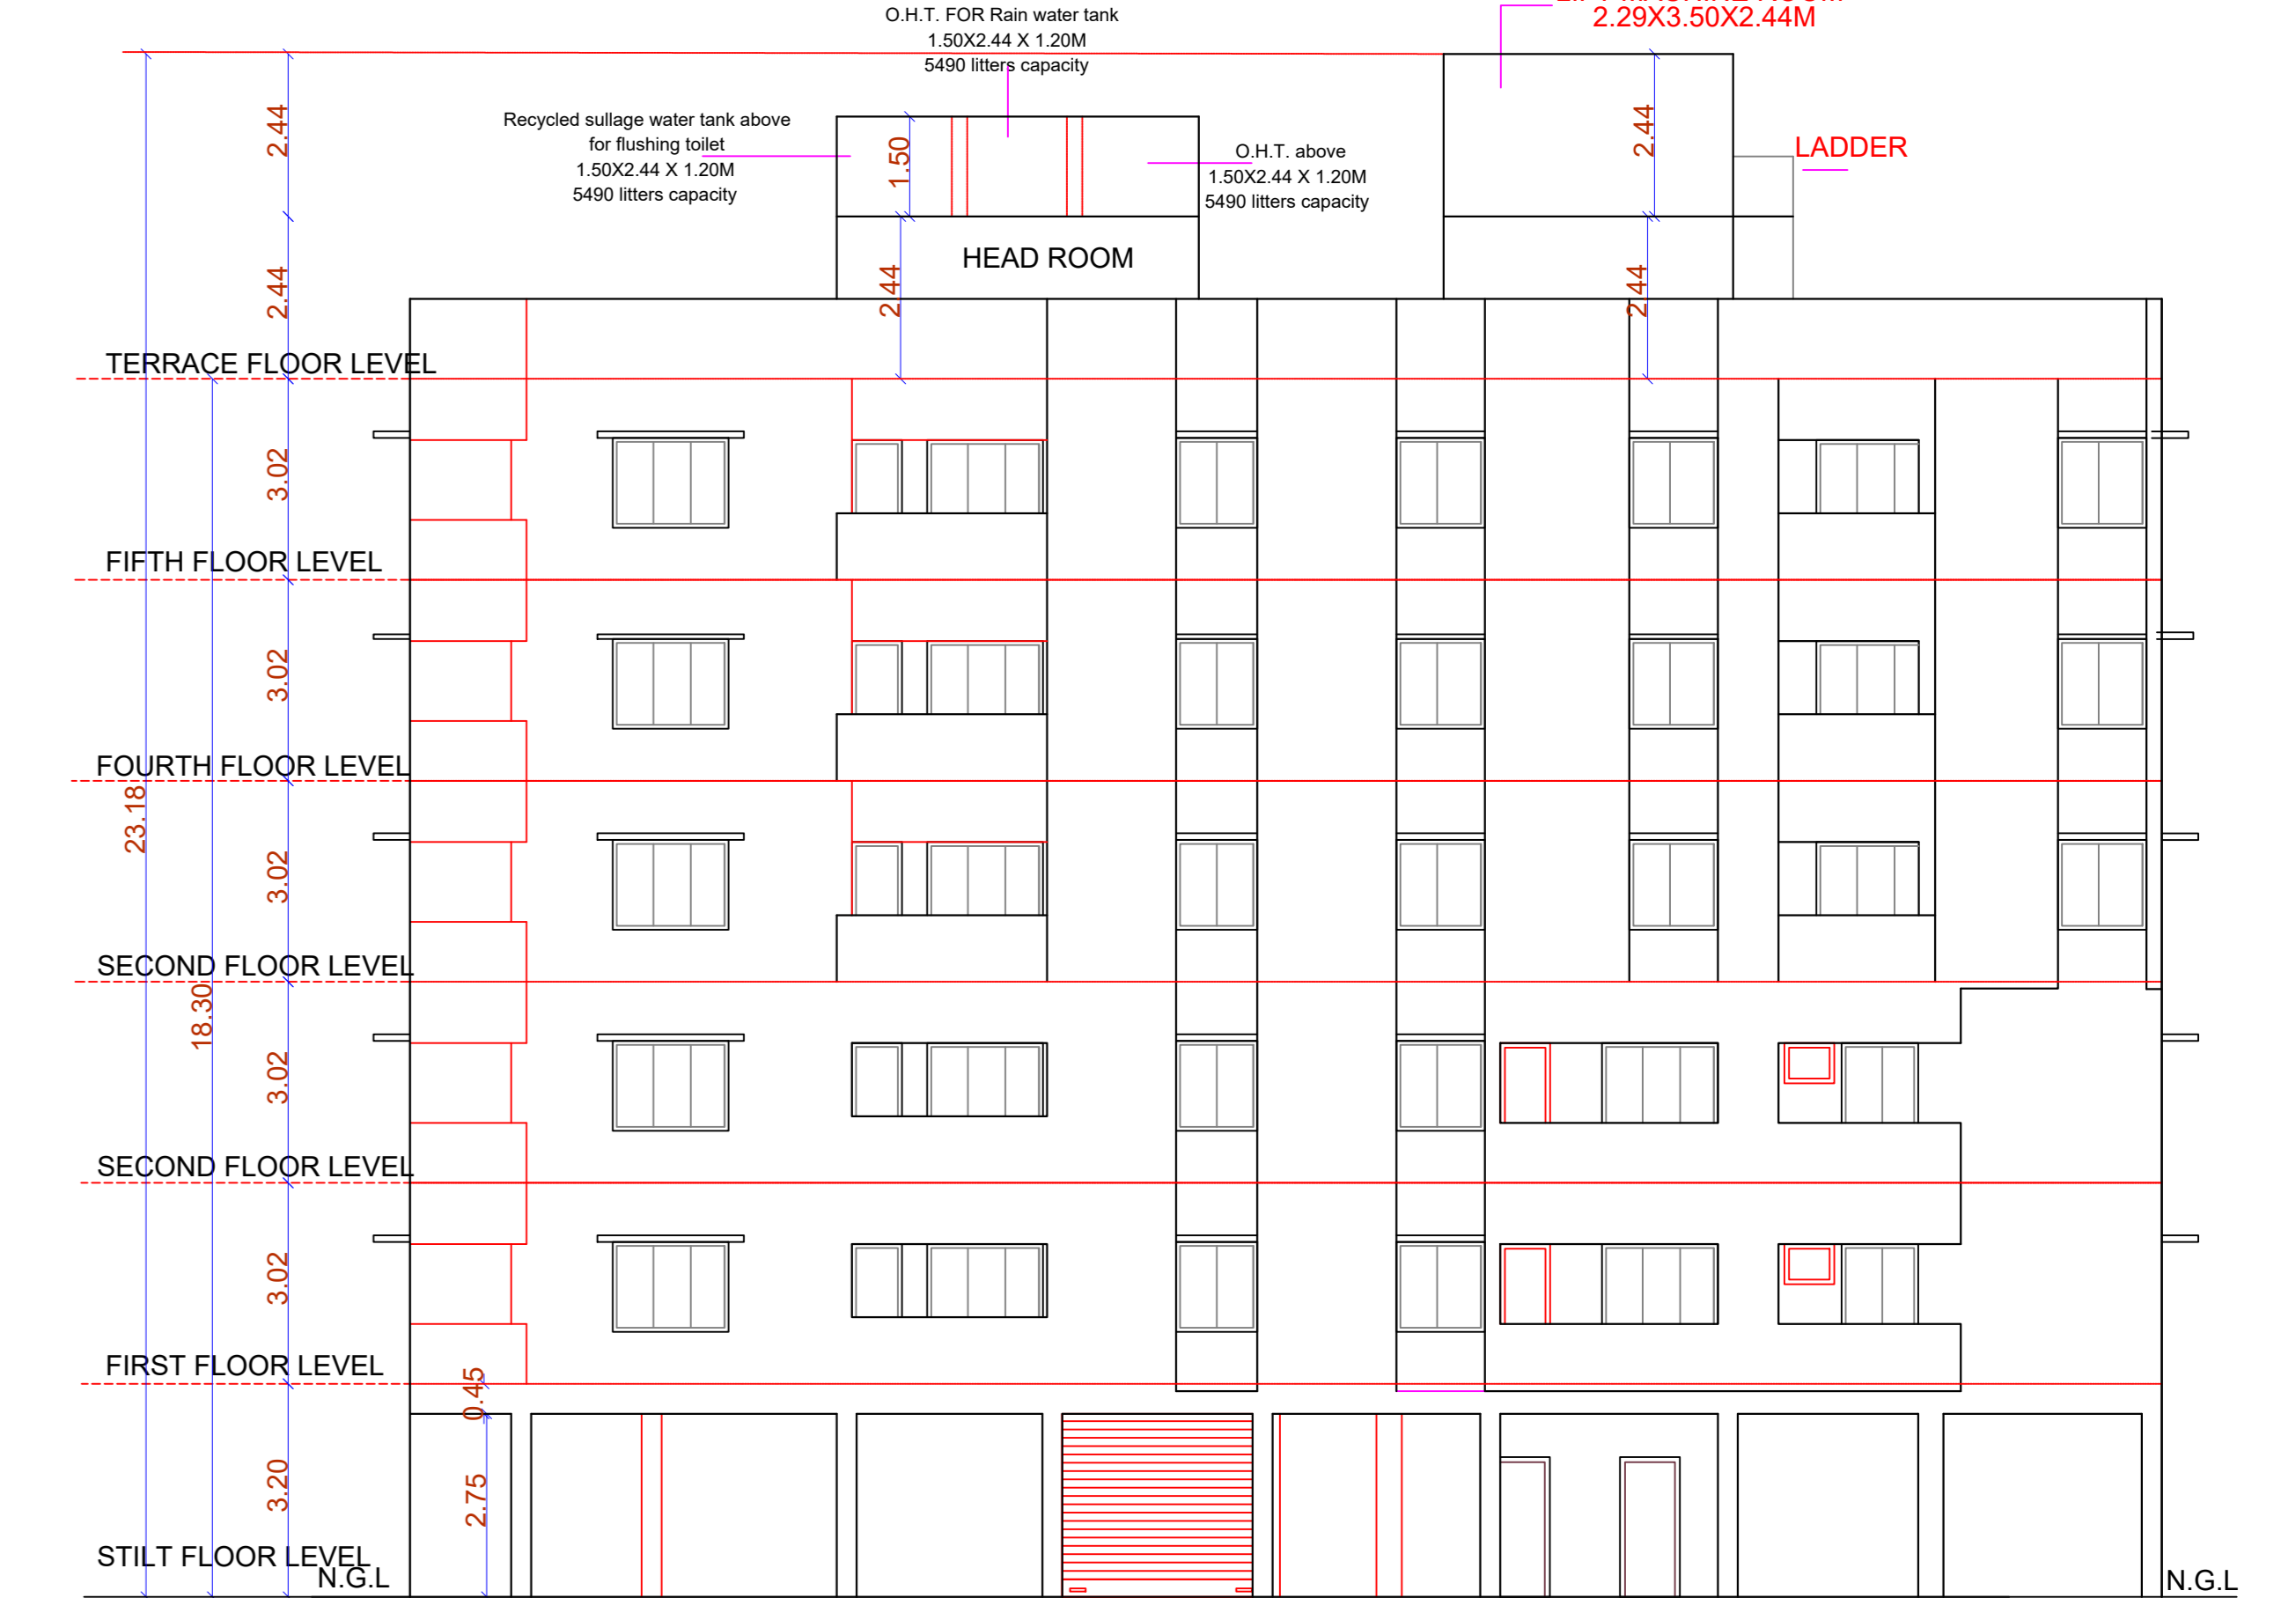 O.H.T. FOR Rain water tank
1.50X2.44 X 1.20M
5490 litters capacity
2.29X3.50X2.44M
Recycled sullage water tank above
for flushing toilet
1.50X2.44 X 1.20M
5490 litters capacity
O.H.T. above
1.50X2.44 X 1.20M
5490 litters capacity
LADDER
2.44
1.50
2.44
HEAD ROOM
2.44
2.44
2.44
TERRACE FLOOR LEVEL
3.02
FIFTH FLOOR LEVEL
3.02
FOURTH FLOOR LEVEL
23.18
3.02
SECOND FLOOR LEVEL
18.30
3.02
SECOND FLOOR LEVEL
3.02
FIRST FLOOR LEVEL
0.45
3.20
2.75
STILT FLOOR LEVEL
N.G.L
N.G.L